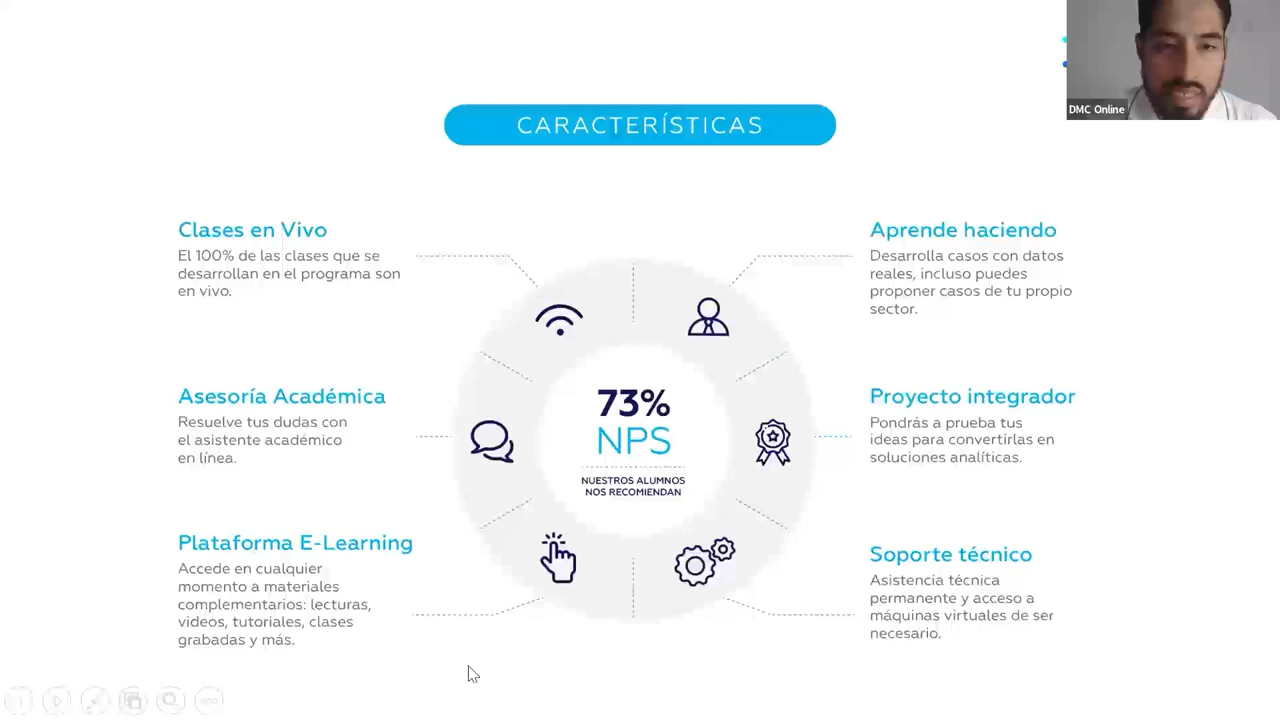 DMC Online
CARACTERÍSTICAS
Clases en Vivo
El 100% de las clases que se
desarrollan en el programa son
en vivo.
Asesoría Académica
Resuelve tus dudas con
el asistente académico
en línea.
Plataforma E-Learning
Accede en cualquier
momento a materiales
complementarios: lecturas,
videos, tutoriales, clases
grabadas y más.
73%
NPS
NUESTROS ALUMNOS
NOS RECOMIENDAN
Aprende haciendo
Desarrolla casos con datos
reales, incluso puedes
proponer casos de tu propio
sector.
Proyecto integrador
Pondrás a prueba tus
ideas para convertirlas en
soluciones analíticas.
Soporte técnico
Asistencia técnica
permanente y acceso a
máquinas virtuales de ser
necesario.